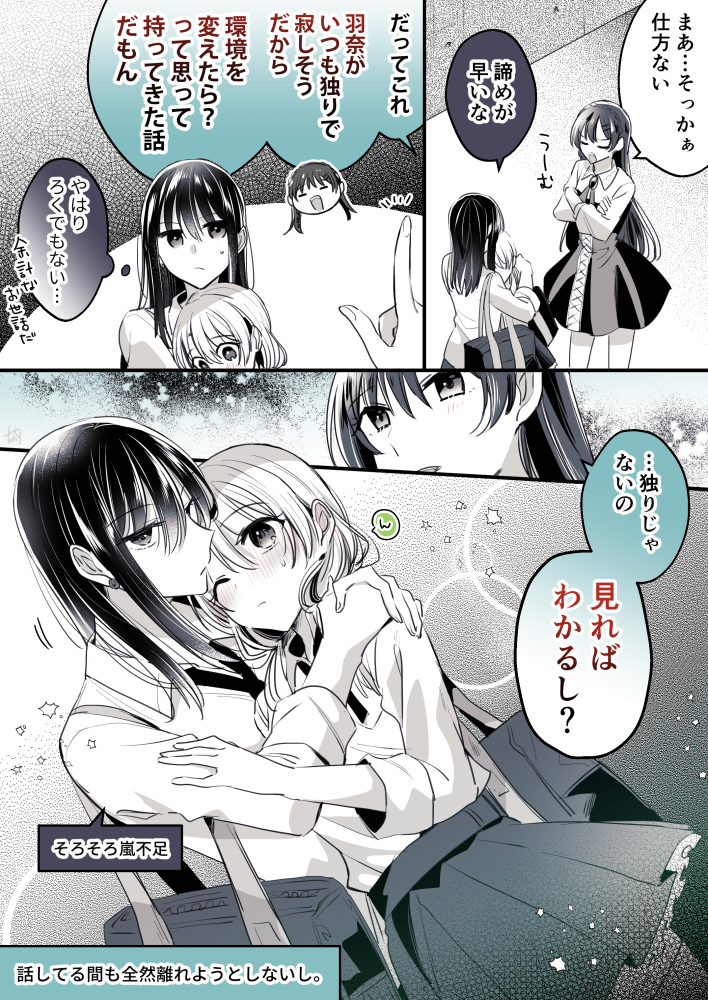 まあ…そっかぁ
仕方ない
諦めが
早いな
うーむ
だってこれ
羽奈が
いつも独りで
寂しそう
だから
環境を
変えたら？
って思って
持ってきた話
だもん
やはり
ろくでもない…
余計な
お世話だ
…独りじゃ
ないの
見れば
わかるし？
ん
そろそろ嵐不足
話してる間も全然離れようとしないし。